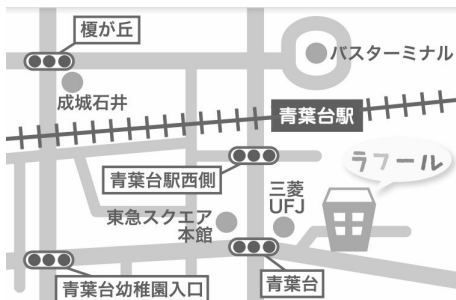 榎が丘
バスターミナル
成城石井
青葉台駅
ラフール
青葉台駅西側
三菱
UFJ
東急スクエア
本館
青葉台
青葉台幼稚園入口